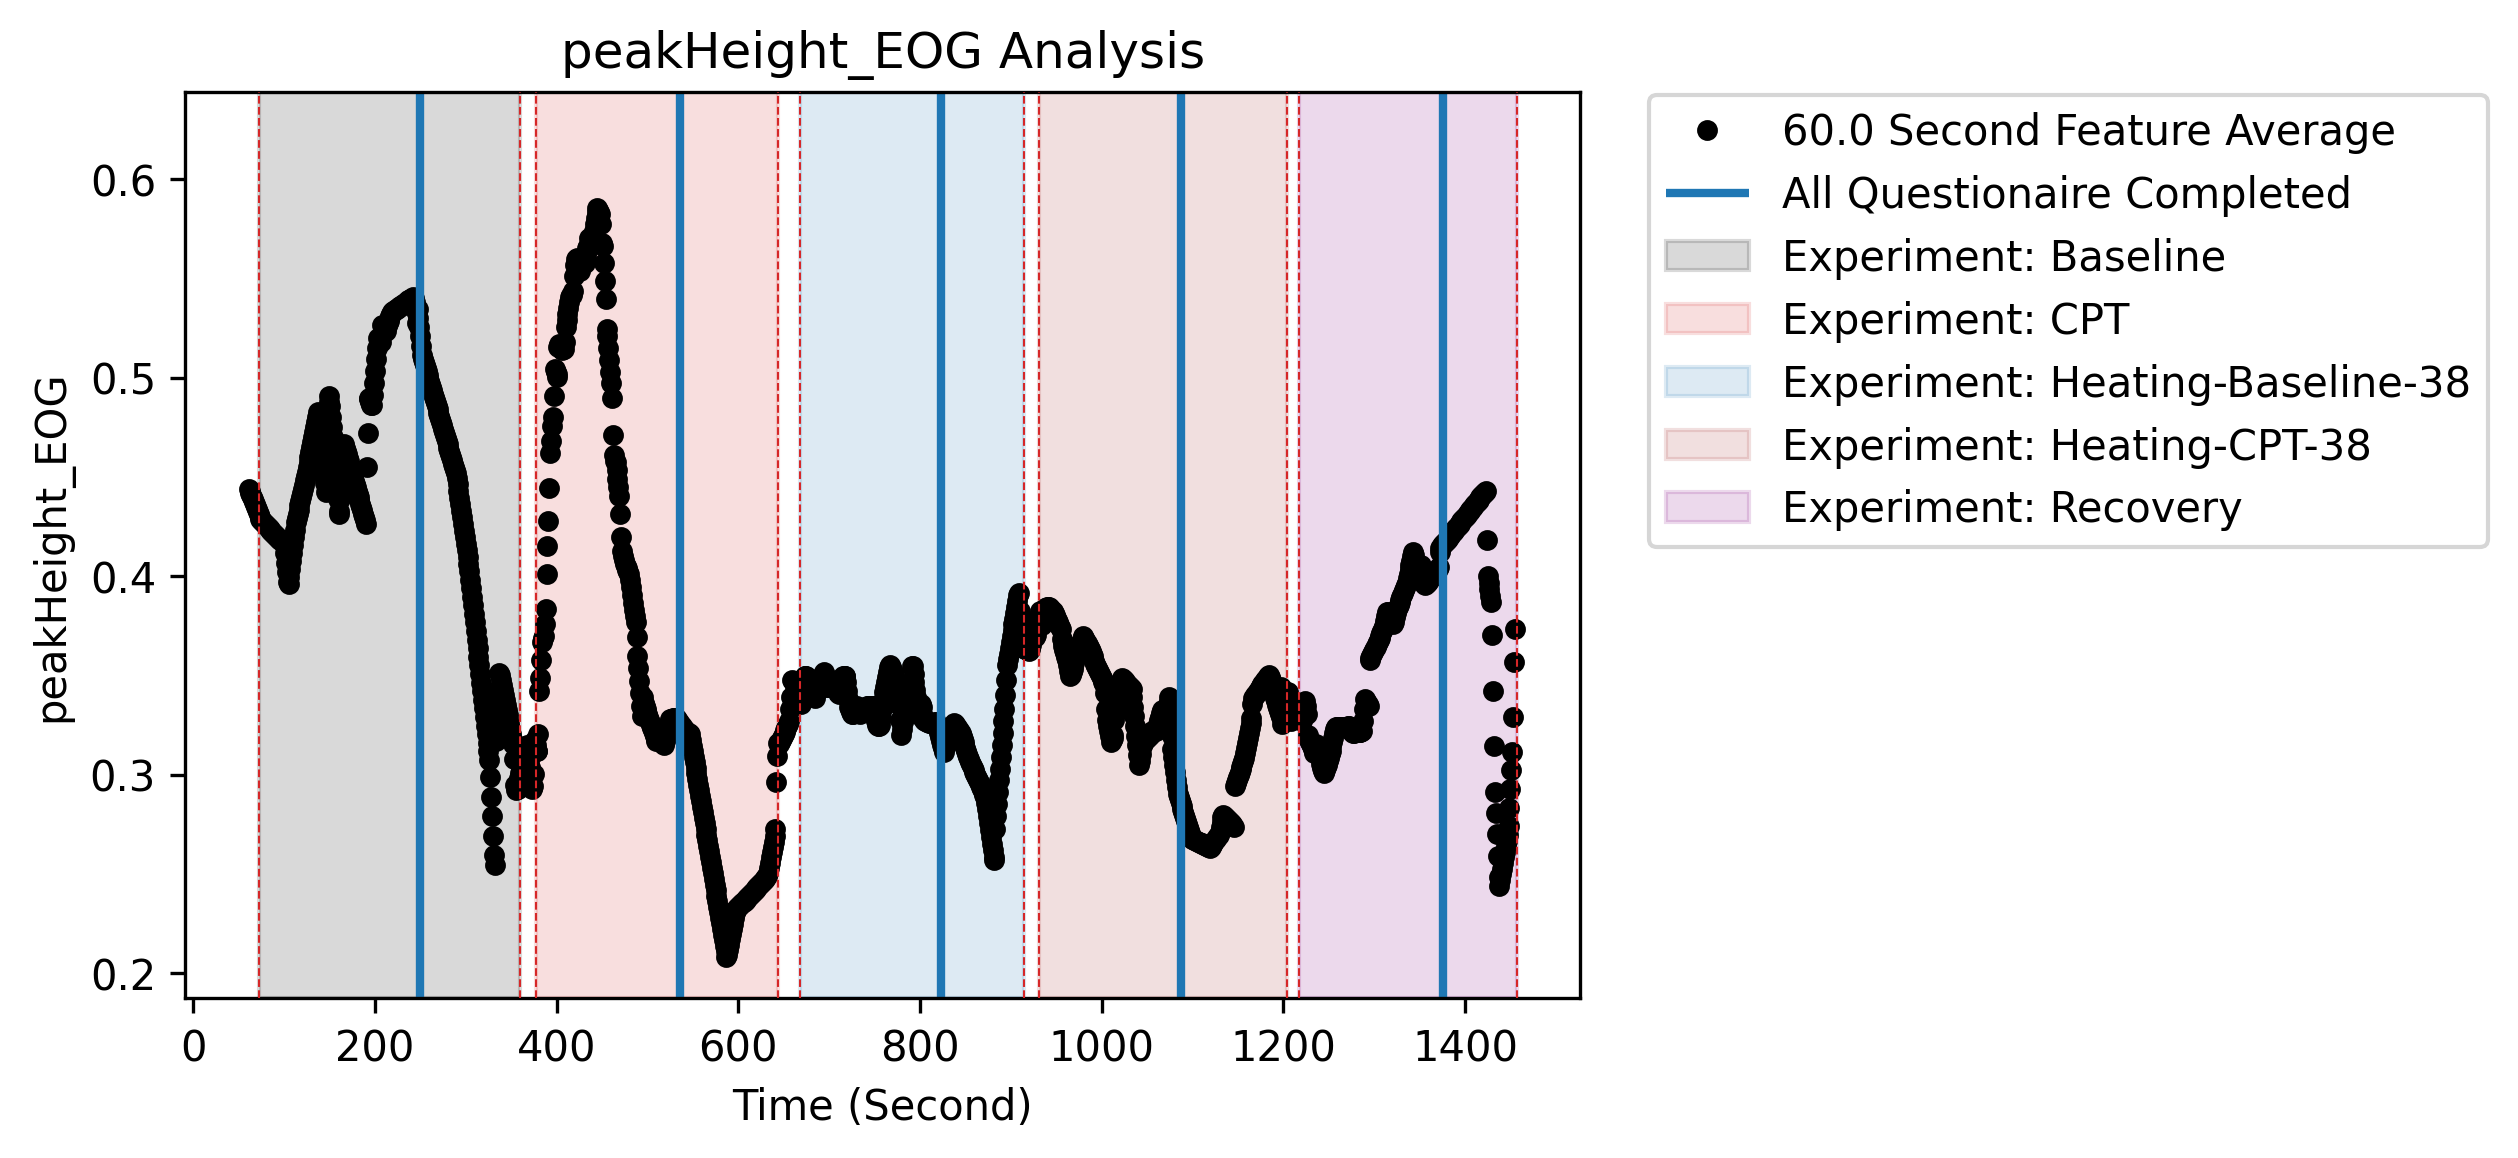 peakHeight_EOG Analysis
peakHeight_EOG
0.6
0.5
0.4
0.3
0.2
0 200 400 600 800 1000 1200 1400
Time (Second)
60.0 Second Feature Average
All Questionaire Completed
Experiment: Baseline
Experiment: CPT
Experiment: Heating-Baseline-38
Experiment: Heating-CPT-38
Experiment: Recovery